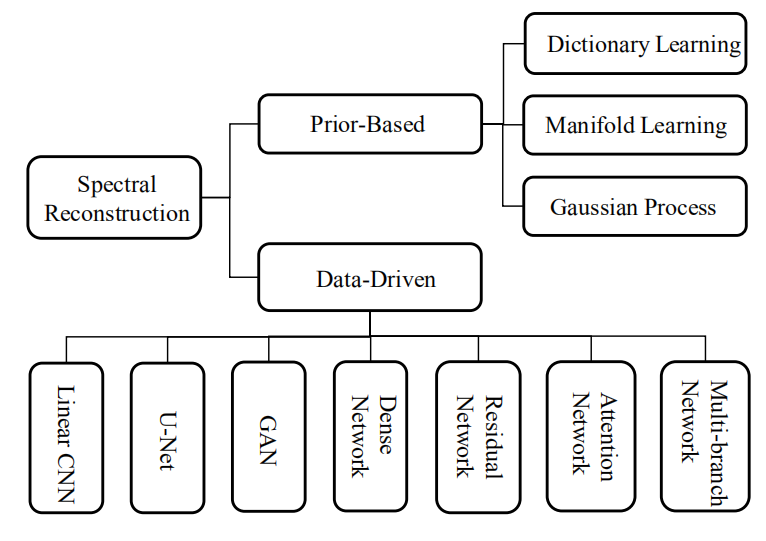 Dictionary Learning
Prior-Based
Manifold Learning
Spectral
Reconstruction
Gaussian Process
Data-Driven
Linear CNN
U-Net
GAN
Dense
Network
Residual
Network
Attention
Network
Multi-branch
Network